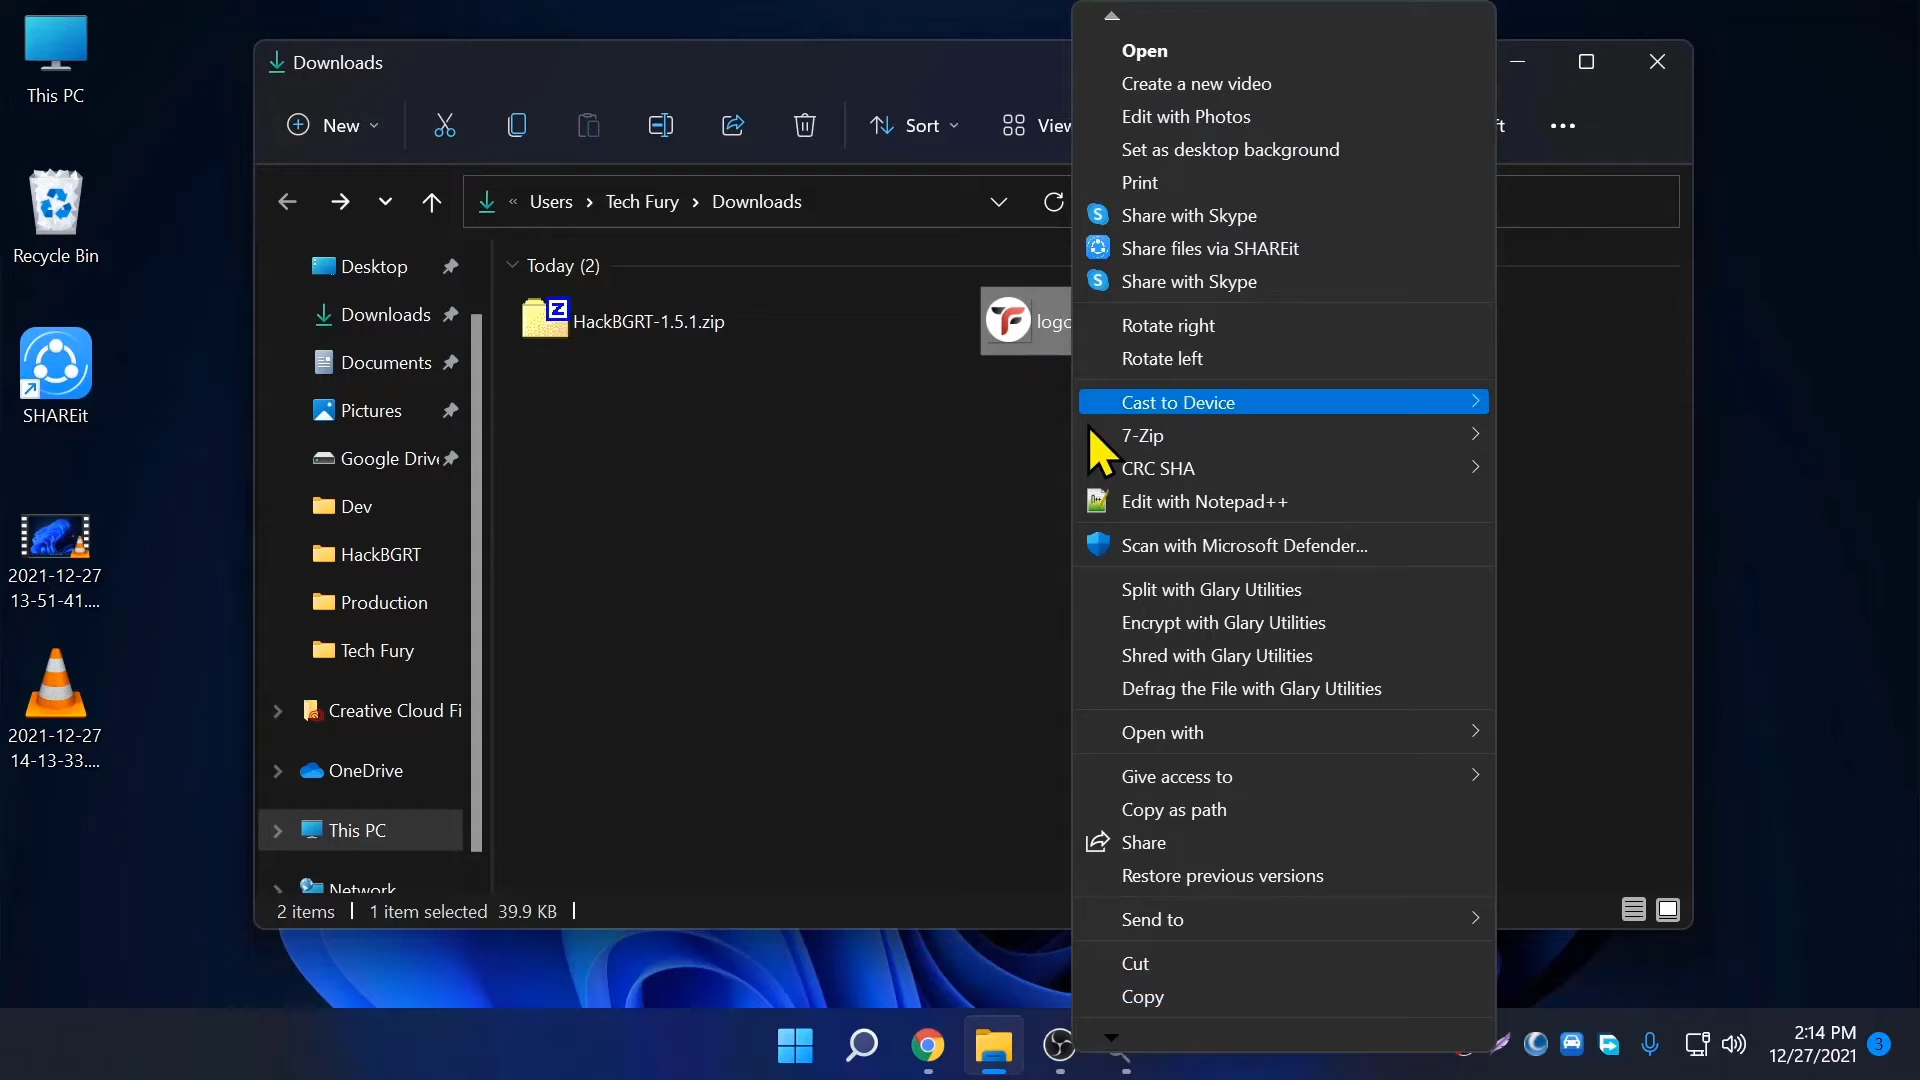 This PC
Recycle Bin
SHAREit
2021-12-27
13-51-41....
2021-12-27
14-13-33....
Downloads
New
Sort
View
Users > Tech Fury > Downloads
Desktop
Downloads
Documents
Pictures
Google Driv
Dev
HackBGRT
Production
Tech Fury
Creative Cloud Fi
OneDrive
This PC
Network
Today (2)
HackBGRT-1.5.1.zip
logo
2 items
1 item selected 39.9 KB
Open
Create a new video
Edit with Photos
Set as desktop background
Print
Share with Skype
Share files via SHAREit
Share with Skype
Rotate right
Rotate left
Cast to Device
7-Zip
CRC SHA
Edit with Notepad++
Scan with Microsoft Defender...
Split with Glary Utilities
Encrypt with Glary Utilities
Shred with Glary Utilities
Defrag the File with Glary Utilities
Open with
Give access to
Copy as path
Share
Restore previous versions
Send to
Cut
Copy
2:14 PM
12/27/2021
3